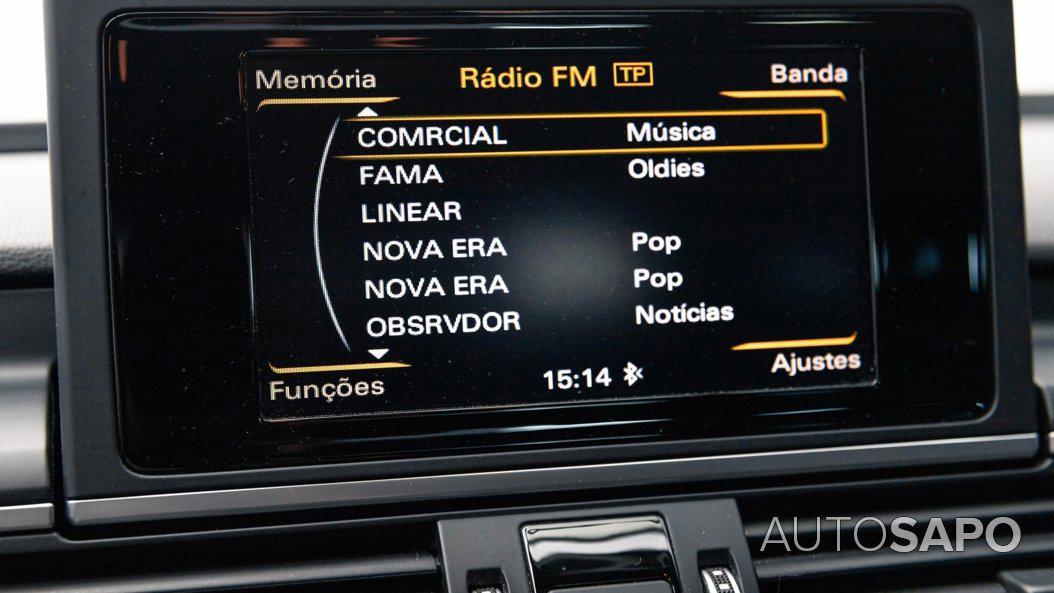 Memória Rádio FM TP Banda
COMRCIAL Música
FAMA Oldies
LINEAR
NOVA ERA Pop
NOVA ERA Pop
OBSRVDOR Notícias
Funções 15:14 Ajustes
AUTOSAPO